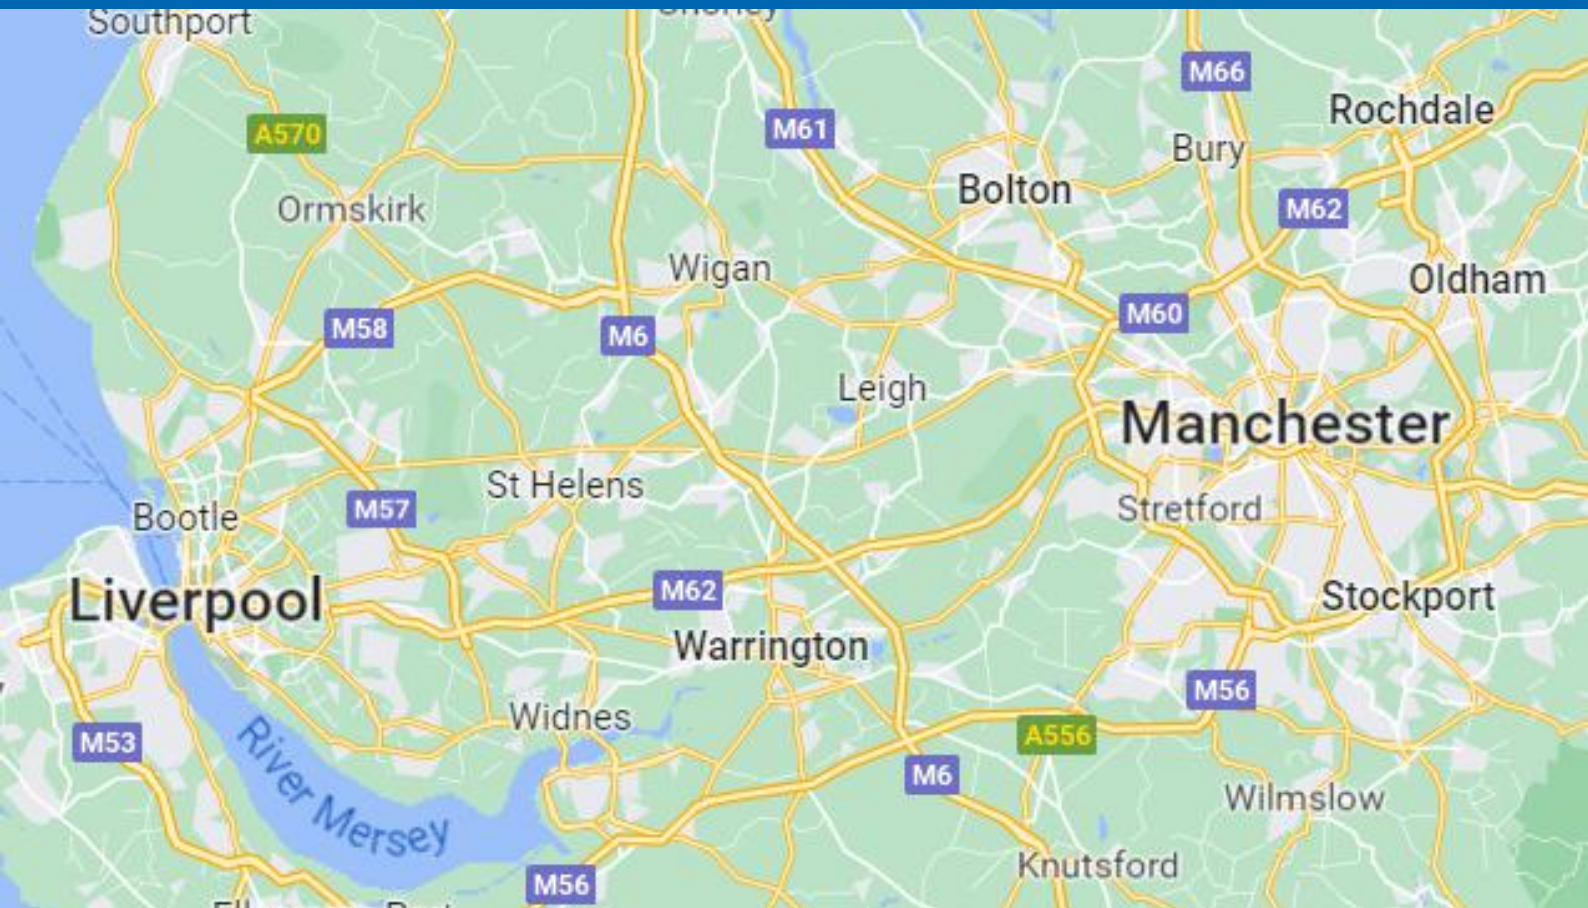 Southport
Chorley
M66
Rochdale
M61
A570
Bury
Bolton
M62
Ormskirk
Wigan
Oldham
M60
M58
M6
Leigh
Manchester
St Helens
M57
Bootle
Stretford
M62
Liverpool
Stockport
Warrington
M56
Widnes
A556
M53
River Mersey
M6
Wilmslow
Knutsford
M56